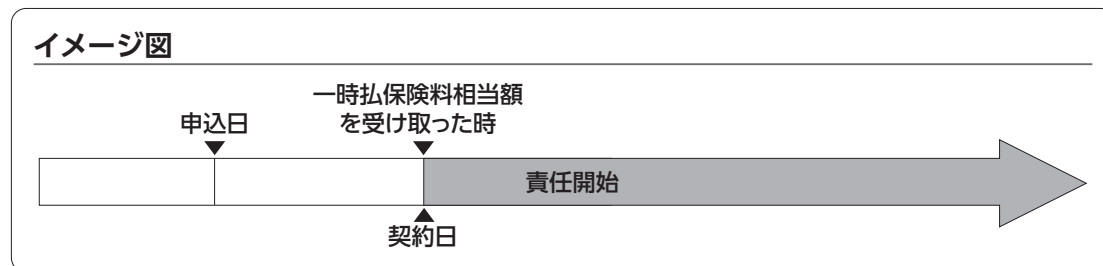 イメージ図
一時払保険料相当額
を受け取った時
申込日
責任開始
契約日